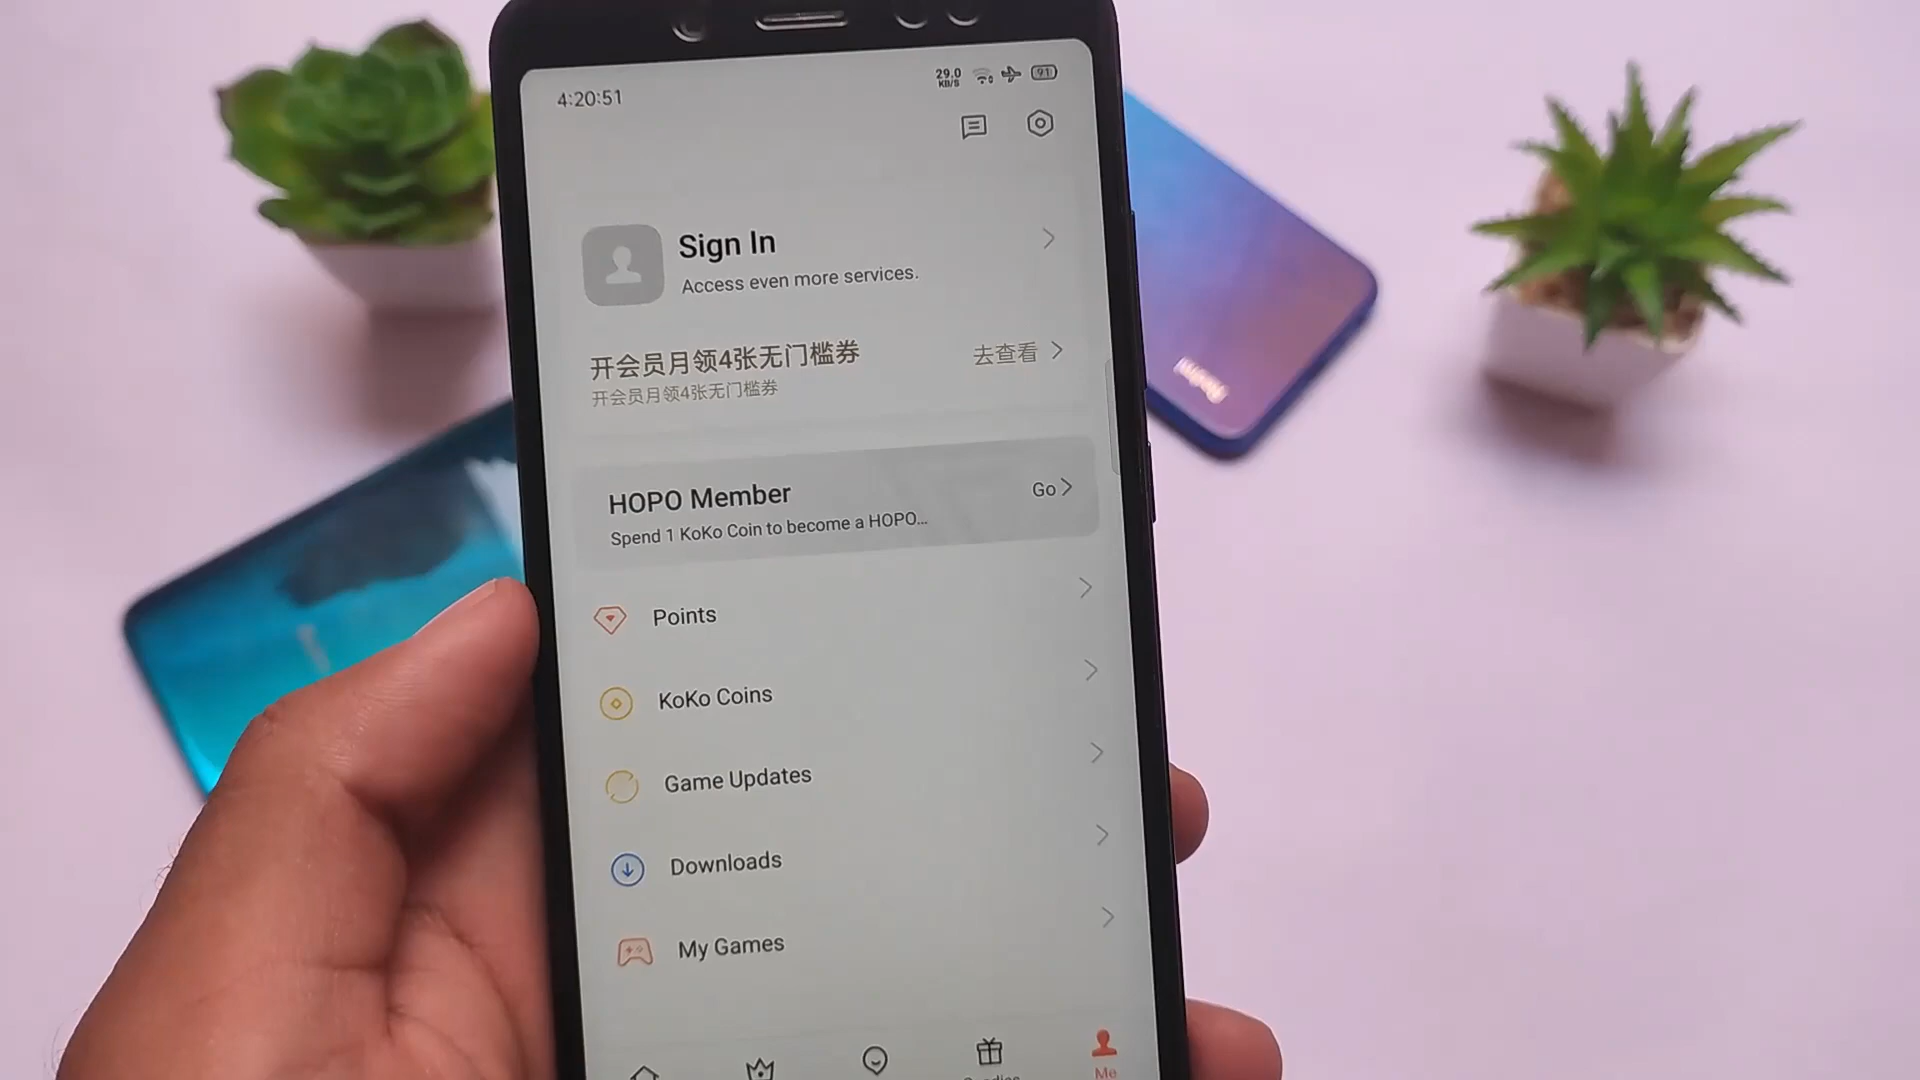 4:20:51
29.0
KB/S
91
Sign In
Access even more services.
开会员月领4张无门槛券
去查看
开会员月领4张无门槛券
HOPO Member
Go
Spend 1 KoKo Coin to become a HOPO...
Points
KoKo Coins
Game Updates
Downloads
My Games
Me